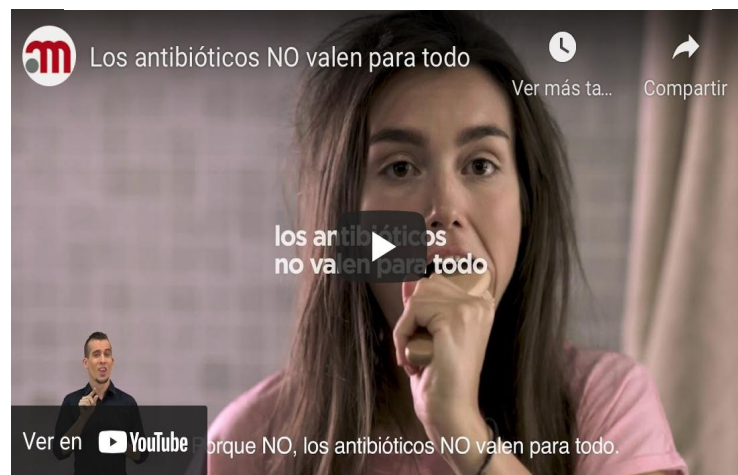 Los antibióticos NO valen para todo
Ver más ta...
Compartir
los antibióticos
no valen para todo
Porque NO, los antibióticos NO valen para todo.
Ver en YouTube